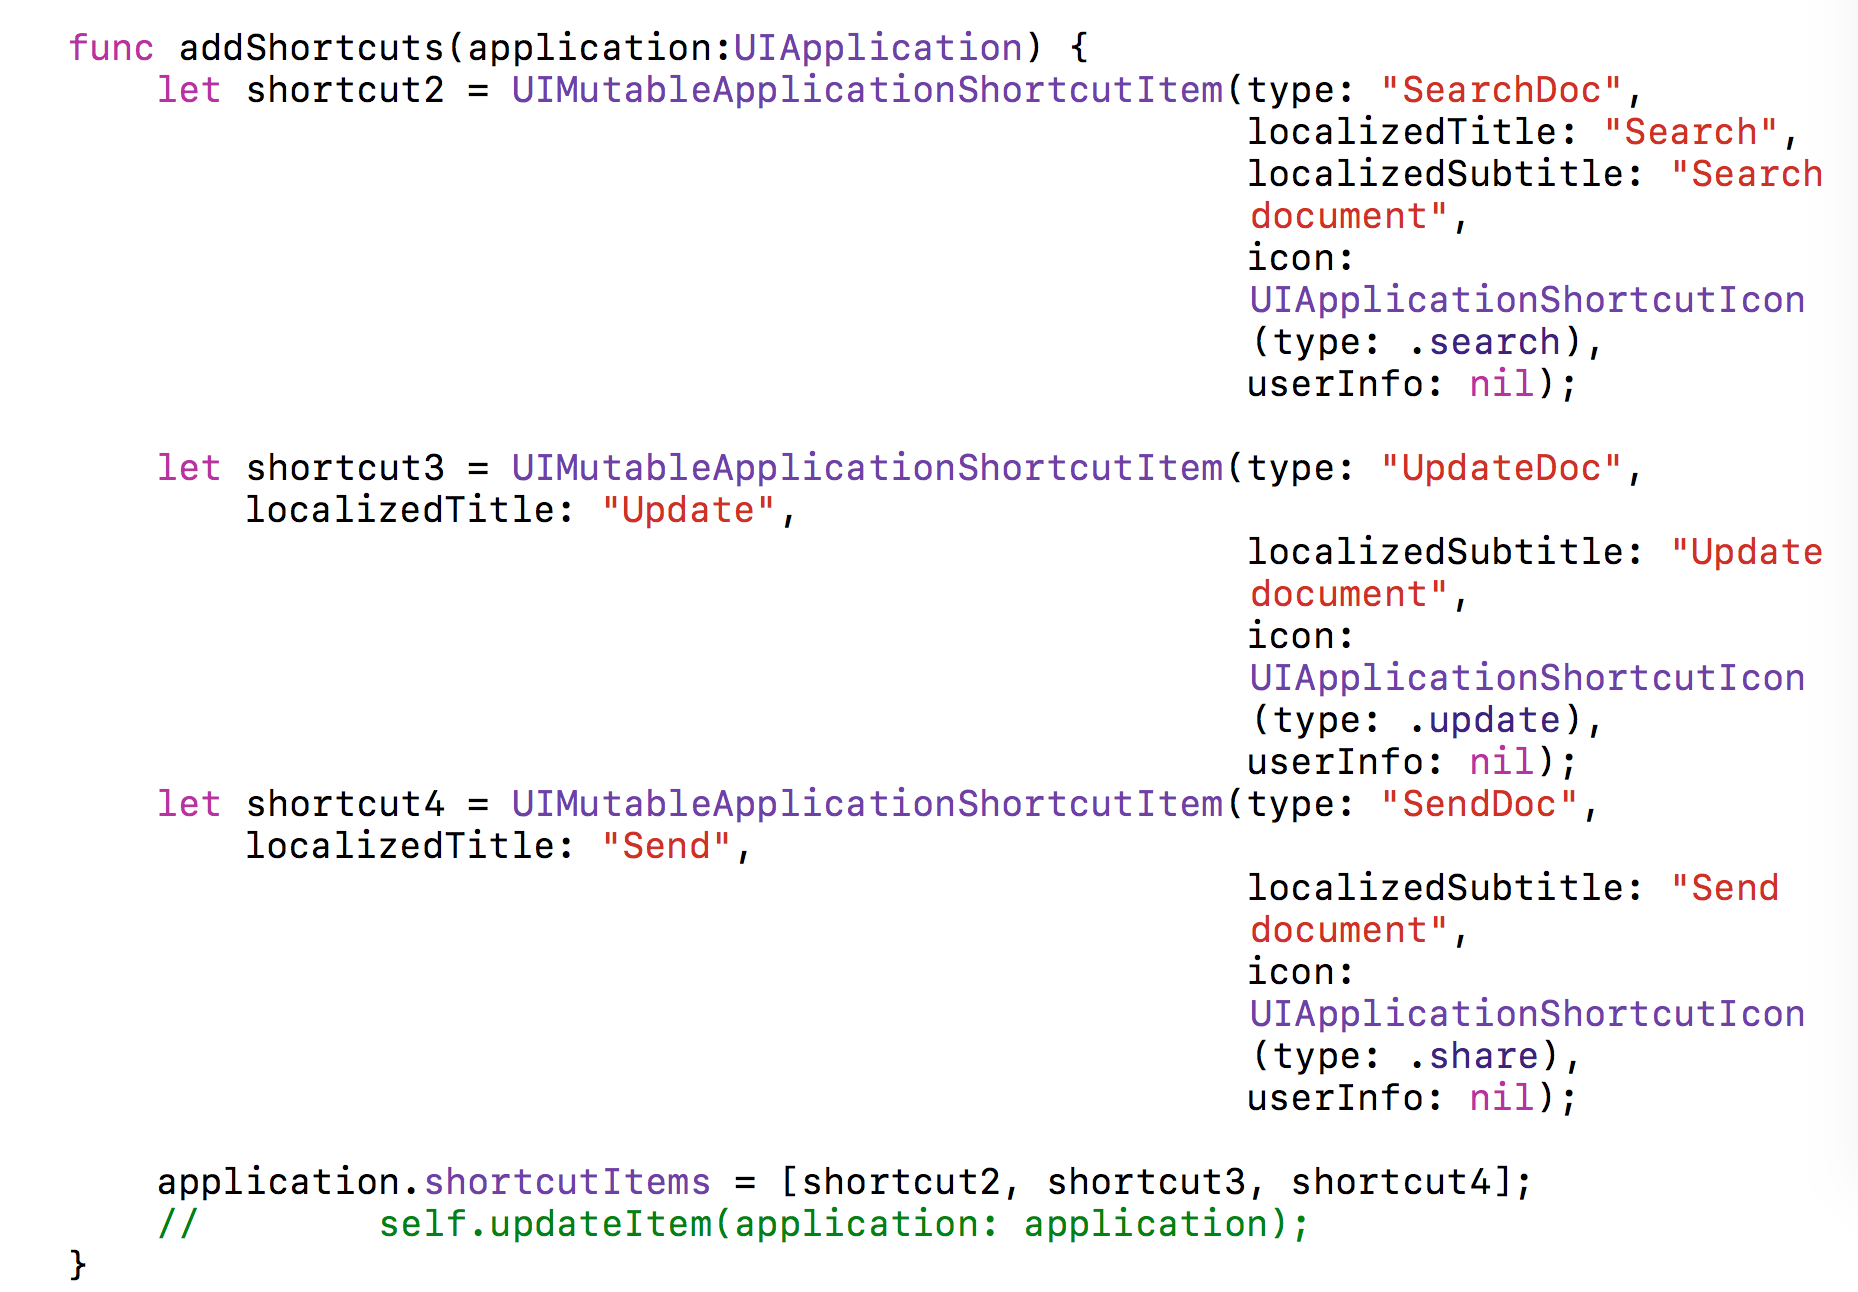 func addShortcuts(application:UIApplication) {
let shortcut2 = UIMutableApplicationShortcutItem(type: "SearchDoc",
localizedTitle: "Search",
localizedSubtitle: "Search
document",
icon:
UIApplicationShortcutIcon
(type: .search),
userInfo: nil);
let shortcut3 = UIMutableApplicationShortcutItem(type: "UpdateDoc",
localizedTitle: "Update",
localizedSubtitle: "Update
document",
icon:
UIApplicationShortcutIcon
(type: .update),
userInfo: nil);
let shortcut4 = UIMutableApplicationShortcutItem(type: "SendDoc",
localizedTitle: "Send",
localizedSubtitle: "Send
document",
icon:
UIApplicationShortcutIcon
(type: .share),
userInfo: nil);
application.shortcutItems = [shortcut2, shortcut3, shortcut4];
//        self.updateItem(application: application);
}